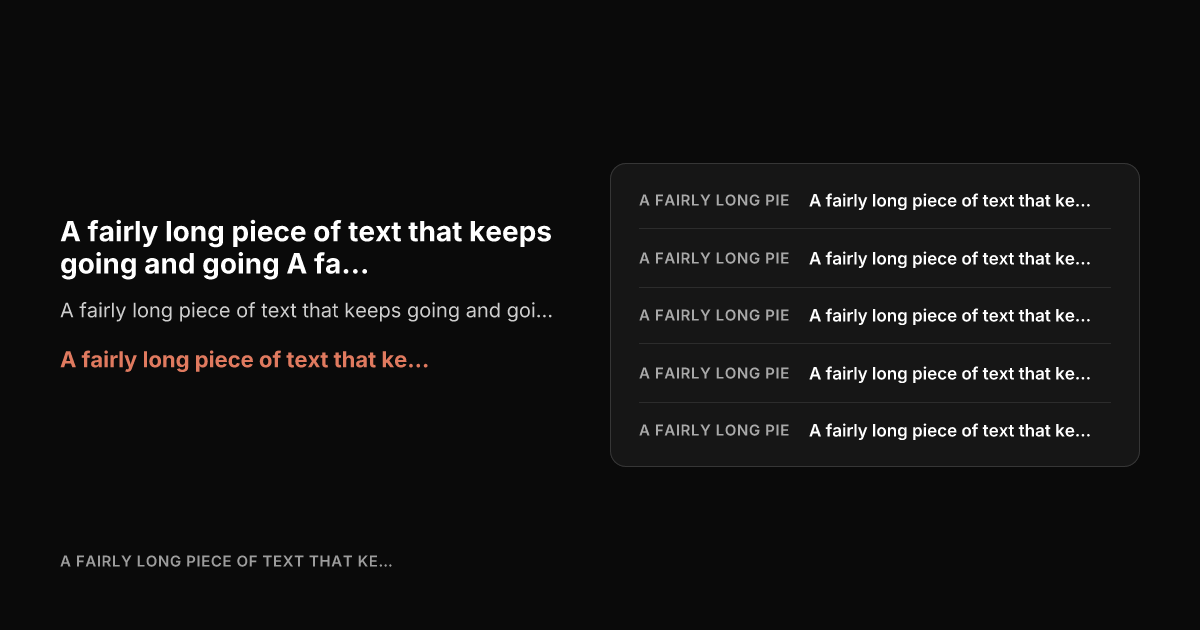 A fairly long piece of text that keeps
going and going A fa...
A fairly long piece of text that keeps going and goi...
A fairly long piece of text that ke...
A FAIRLY LONG PIECE OF TEXT THAT KE...
A FAIRLY LONG PIE A fairly long piece of text that ke...
A FAIRLY LONG PIE A fairly long piece of text that ke...
A FAIRLY LONG PIE A fairly long piece of text that ke...
A FAIRLY LONG PIE A fairly long piece of text that ke...
A FAIRLY LONG PIE A fairly long piece of text that ke...